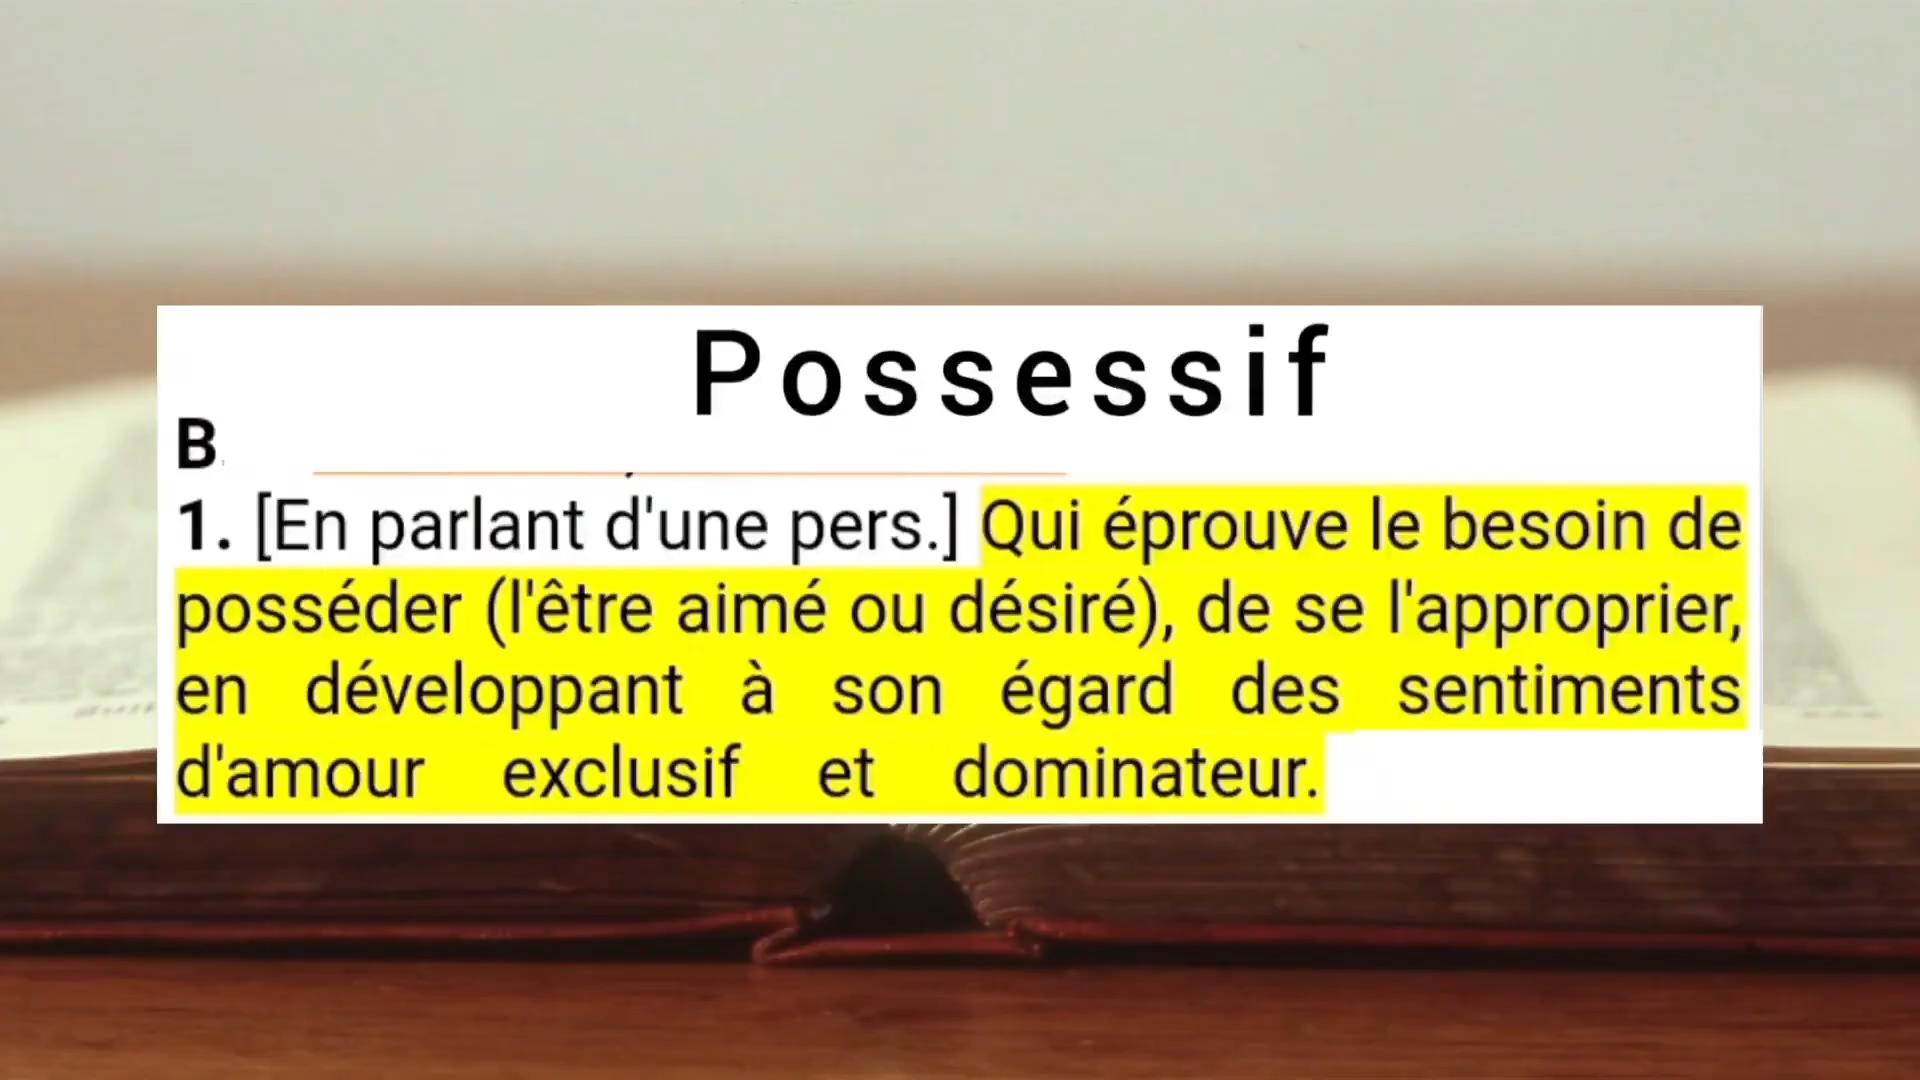 Possessif
B
1. [En parlant d'une pers.] Qui éprouve le besoin de
posséder (l'être aimé ou désiré), de se l'approprier,
en développant à son égard des sentiments
d'amour exclusif et dominateur.